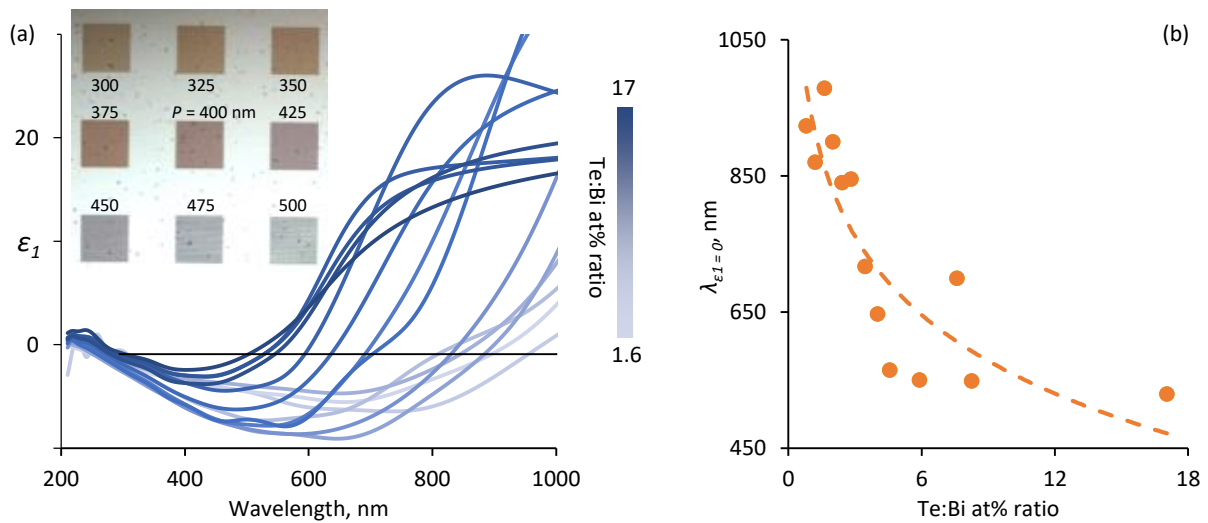 (a)
300 325 350
375 P = 400 nm 425
450 475 500
20
ε1
0
200 400 600 800 1000
Wavelength, nm
17
Te:Bi at% ratio
1.6
(b)
1050
850
650
450
λε1 = 0, nm
0 6 12 18
Te:Bi at% ratio